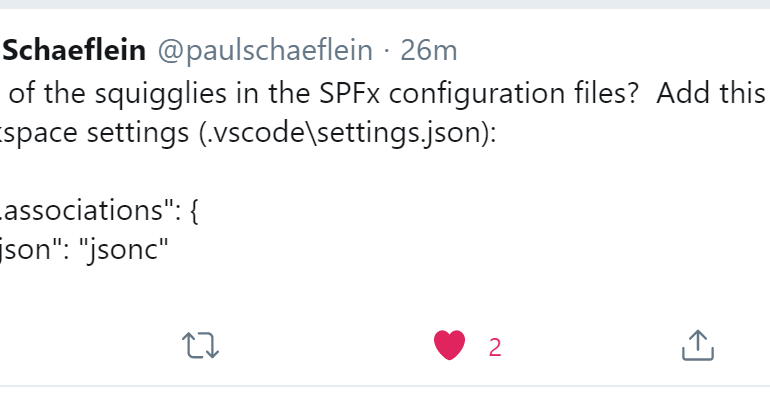 Schaeflein @paulschaeflein · 26m
of the squigglies in the SPFx configuration files?  Add this
space settings (.vscode\settings.json):
.associations": {
json": "jsonc"
2